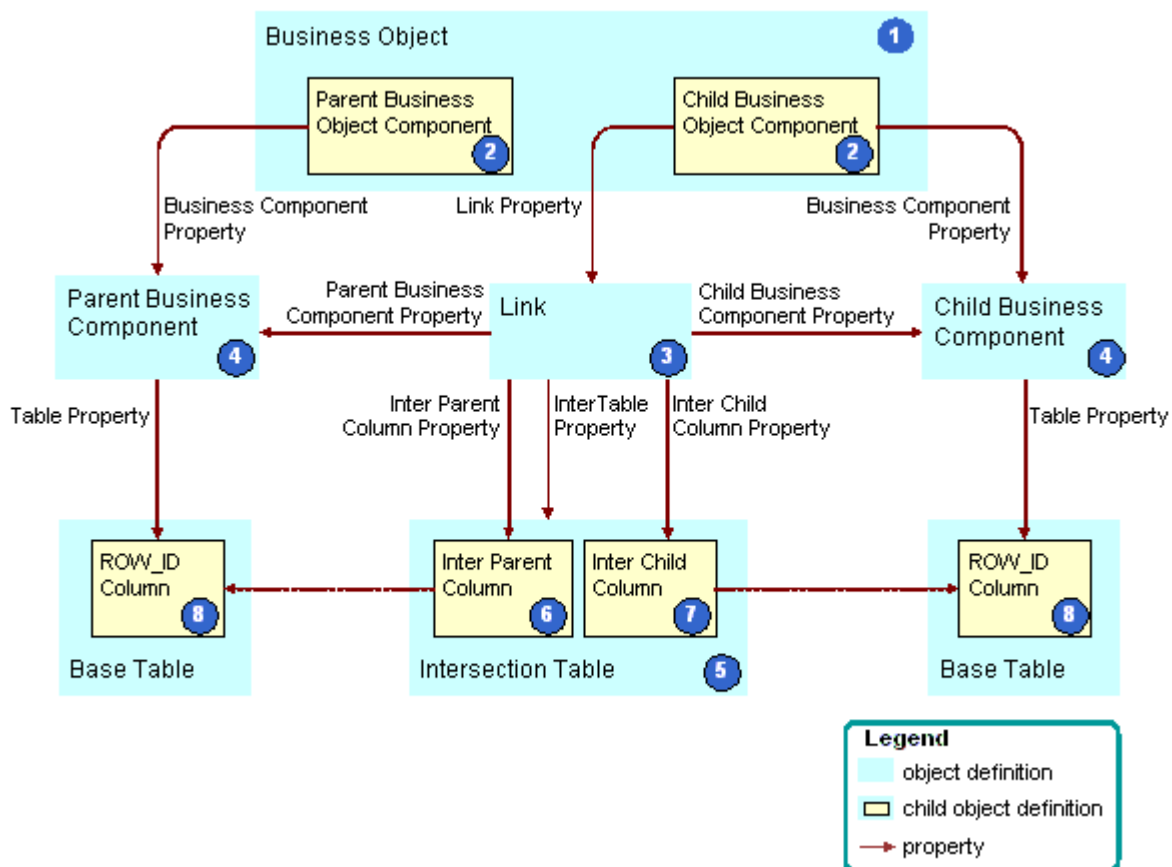 Business Object
1
Parent Business
Object Component
2
Child Business
Object Component
2
Business Component
Property
Link Property
Business Component
Property
Parent Business
Component
4
Parent Business
Component Property
Link
3
Child Business
Component Property
Child Business
Component
4
Table Property
Inter Parent
Column Property
InterTable
Property
Inter Child
Column Property
Table Property
ROW_ID
Column
8
Base Table
Inter Parent
Column
6
Inter Child
Column
7
Intersection Table
5
ROW_ID
Column
8
Base Table
Legend
object definition
child object definition
property